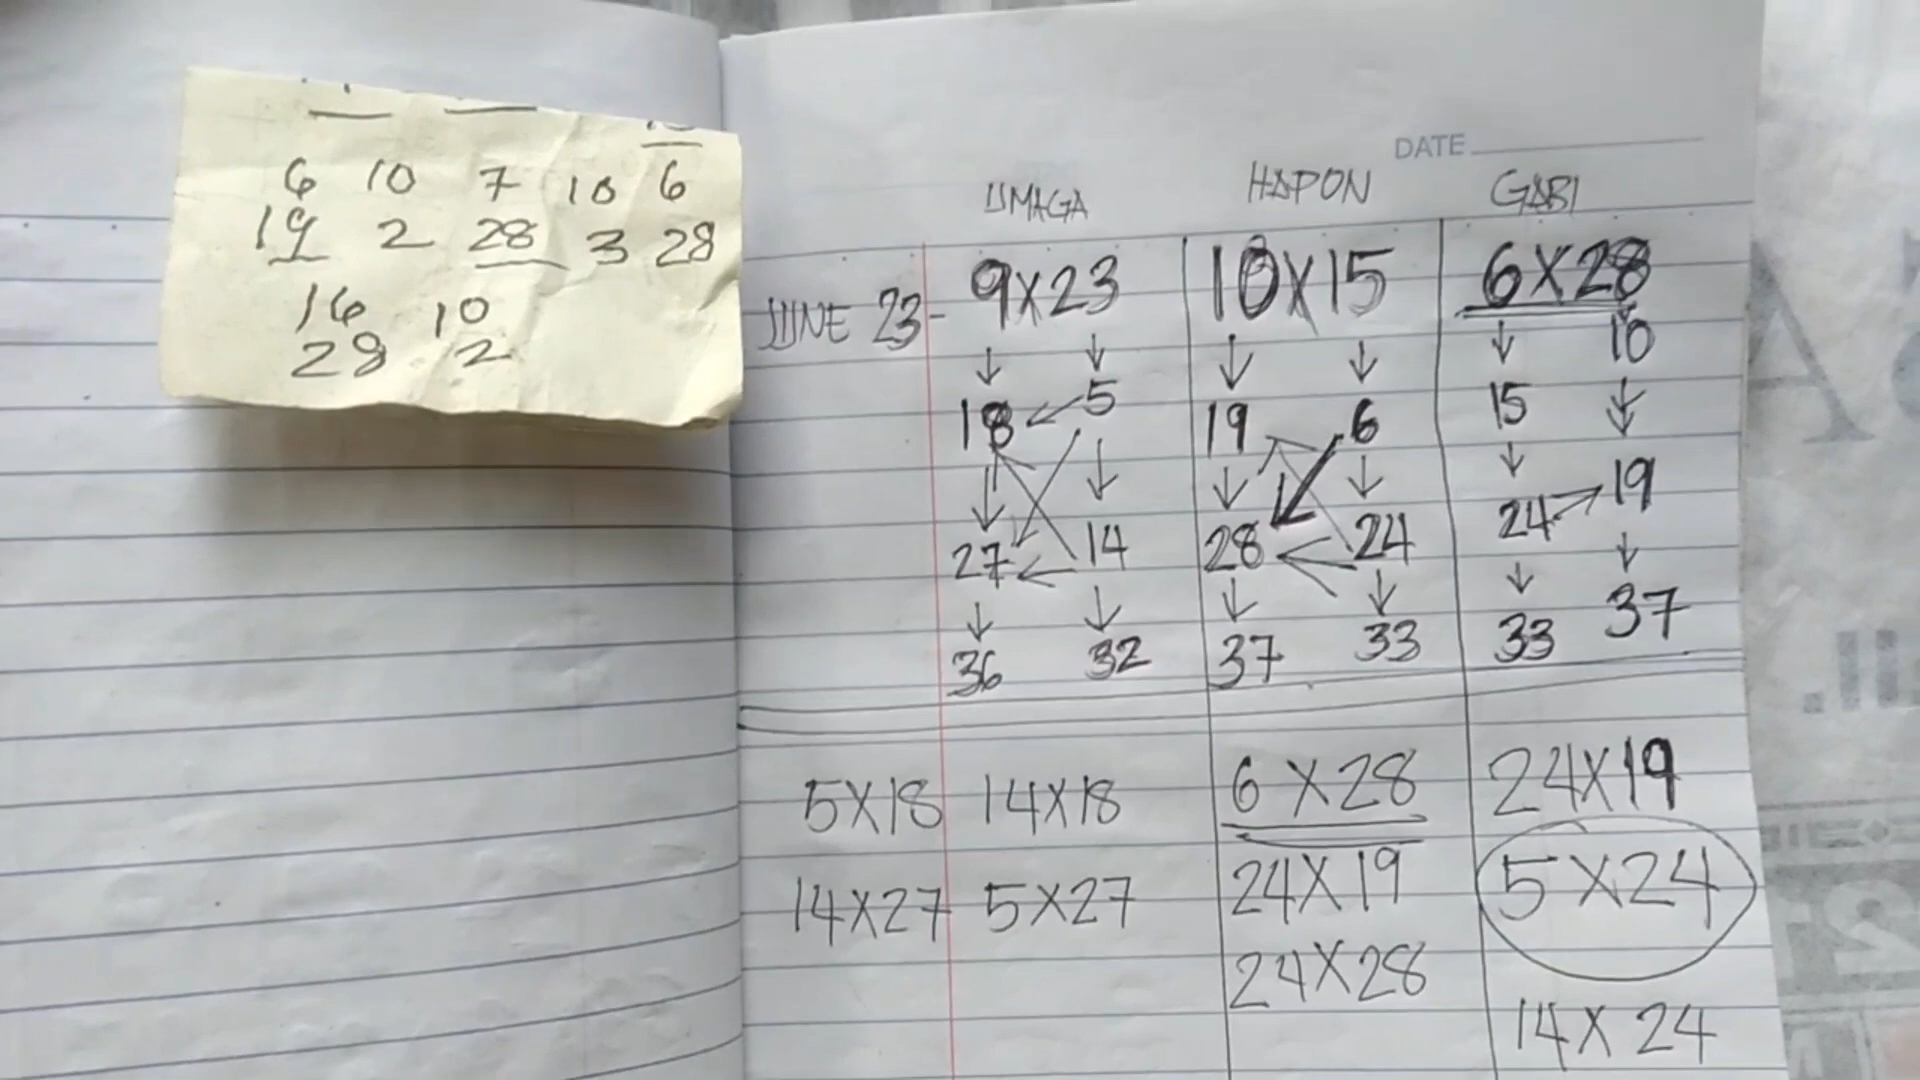 6 10 7 10 6
19 2 28 3 28
16 10
28 2
DATE
UMAGA HAPON GABI
JUNE 23- 9X23 10X15 6X28
10
↓ ↓ ↓ ↓ ↓ ↓
18 5 19 6 15
27 14 28 24 24 19
36 32 37 33 33 37
5X18 14X18 6X28 24X19
14X27 5X27 24X19 5X24
24X28 14X24